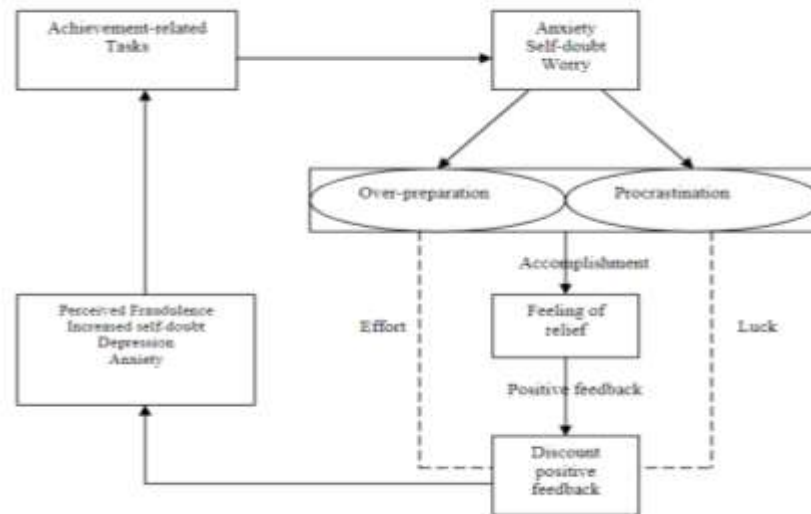 Achievement-related
Tasks
Anxiety
Self-doubt
Worry
Over-preparation
Procrastination
Accomplishment
Perceived Fraudulence
Increased self-doubt
Depression
Anxiety
Effort
Feeling of
relief
Luck
Positive feedback
Discount
positive
feedback